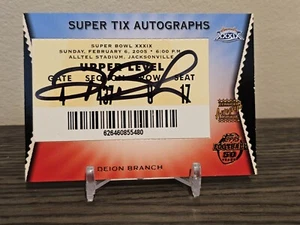 SUPER TIX AUTOGRAPHS
SUPER BOWL XXXIX
SUNDAY, FEBRUARY 6, 2005 • 6:00 P.M.
ALLTEL STADIUM, JACKSONVILLE
UPPER LEVEL
GATE SECTION ROW SEAT
17
626460855480
DEION BRANCH
50